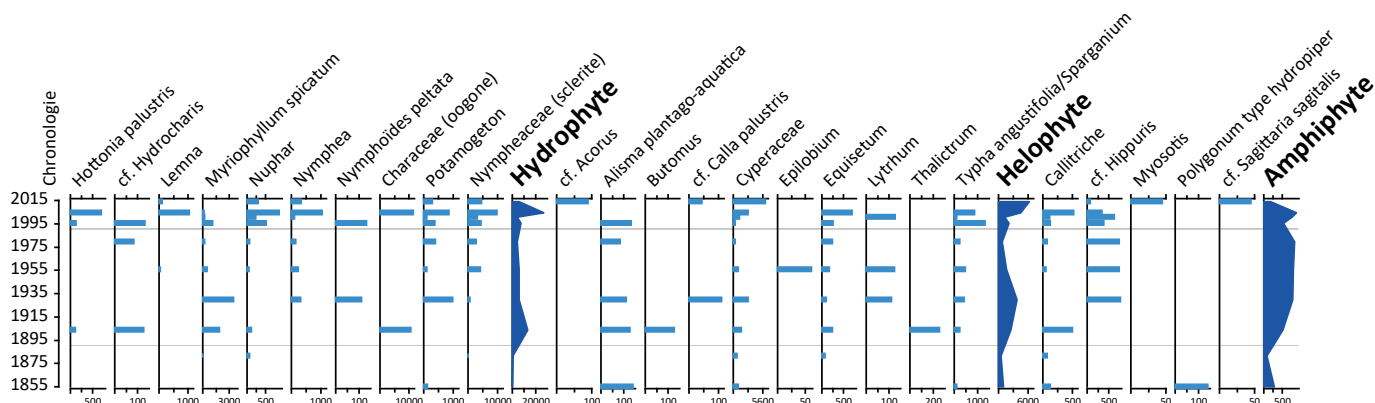 Chronologie
Hottonia palustris
cf. Hydrocharis
Lemna
Myriophyllum spicatum
Nuphar
Nymphea
Nymphoïdes peltata
Characeae (oogone)
Potamogeton
Nympheaceae (sclerite)
Hydrophyte
cf. Acorus
Alisma plantago-aquatica
Butomus
cf. Calla palustris
Cyperaceae
Epilobium
Equisetum
Lytrhum
Thalictrum
Typha angustifolia/Sparganium
Helophyte
Callitriche
cf. Hippuris
Myosotis
Polygonum type hydropiper
cf. Sagittaria sagitalis
Amphiphyte
2015
1995
1975
1955
1935
1915
1895
1875
1855
500 100 1000 3000 500 1000 100 10000 1000 10000 20000 100 100 100 100 5600 50 500 100 200 1000 6000 500 500 50 100 50 500